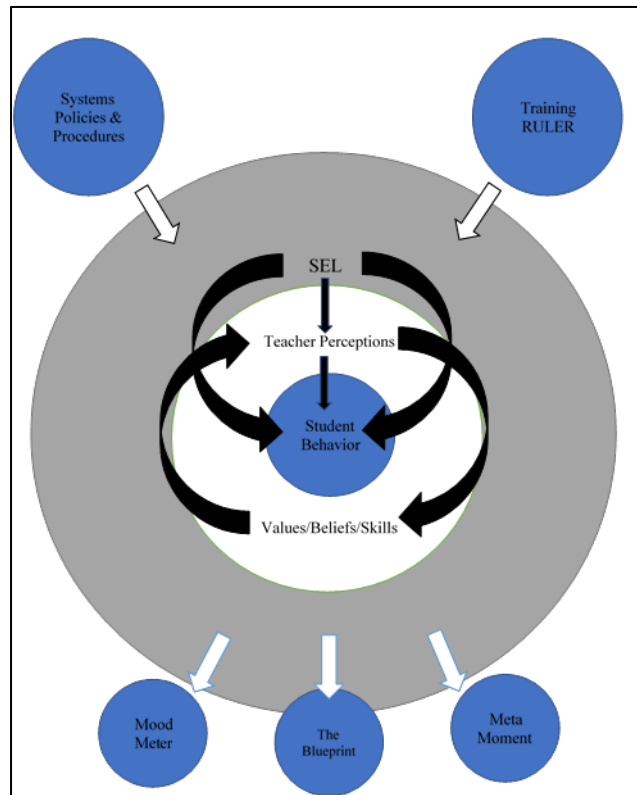 Systems
Policies &
Procedures
Training
RULER
SEL
Teacher Perceptions
Student
Behavior
Values/Beliefs/Skills
Mood
Meter
The
Blueprint
Meta
Moment